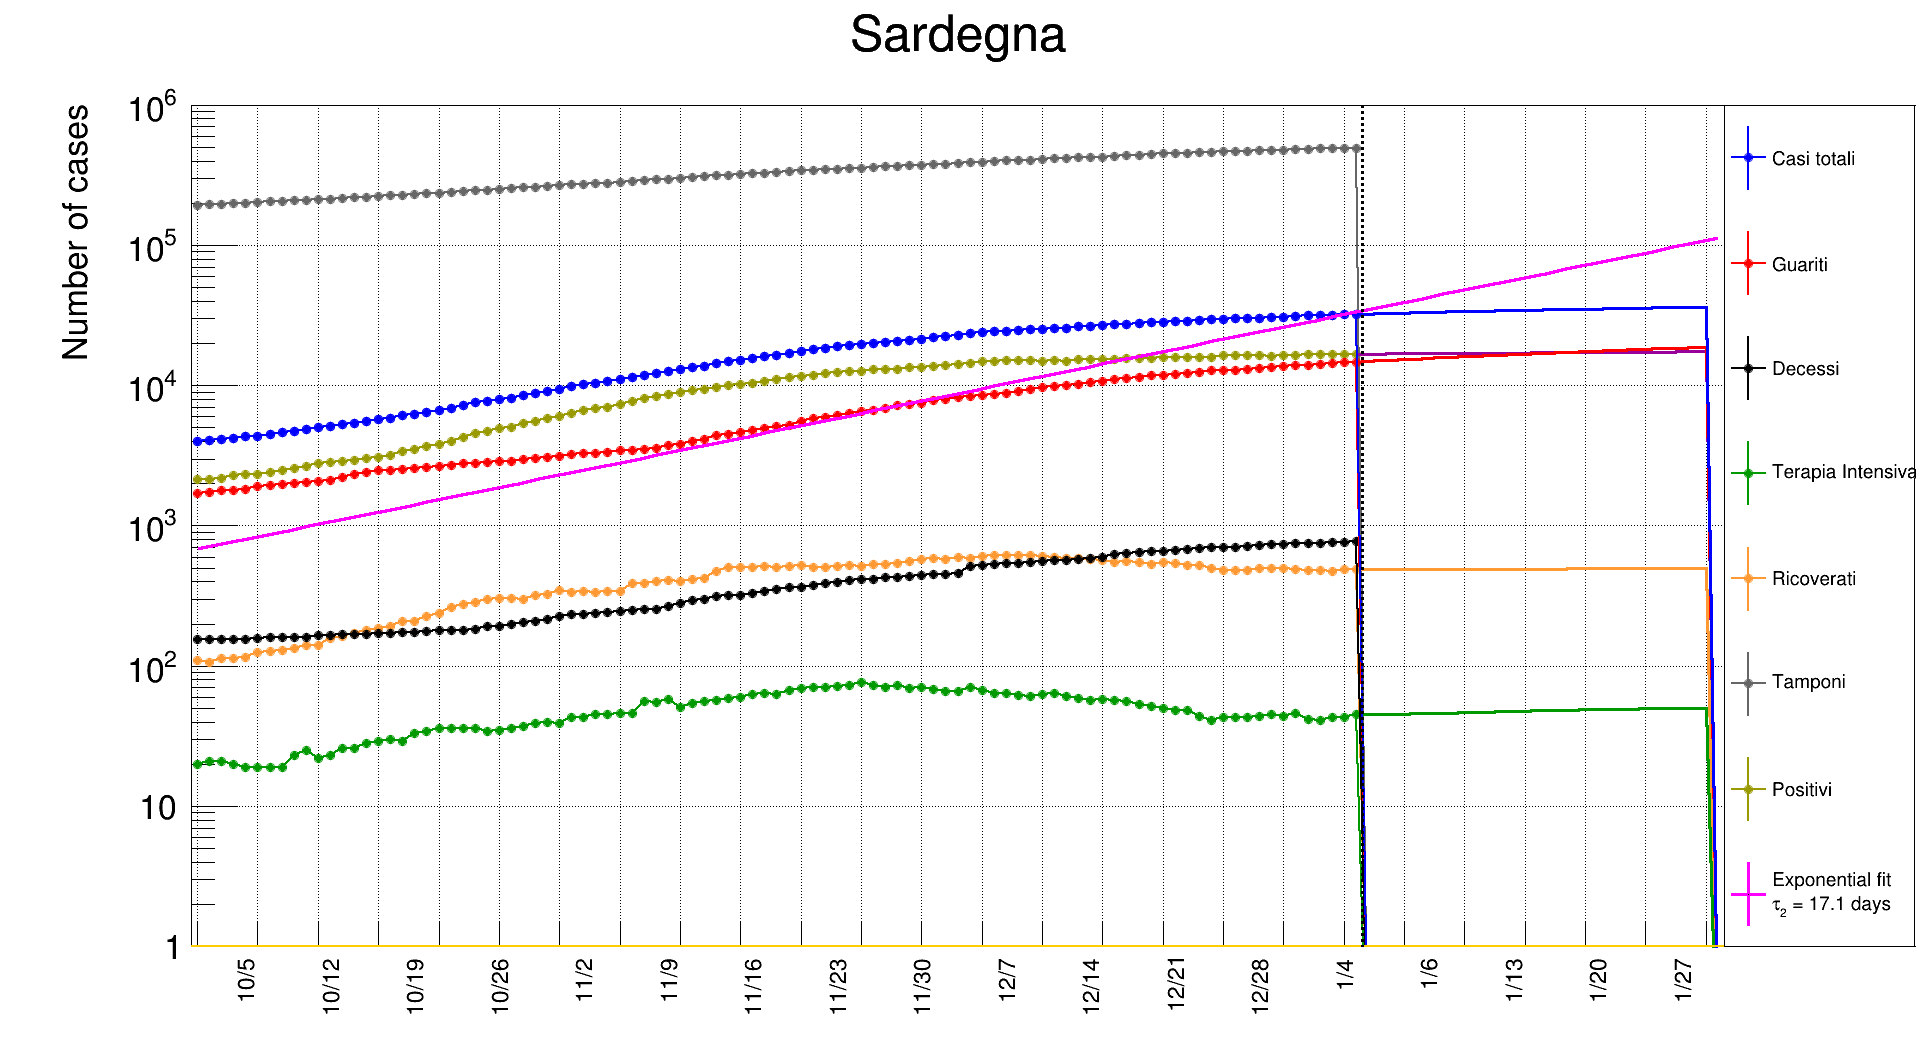 Sardegna
Number of cases
10^6
10^5
10^4
10^3
10^2
10
1
10/5
10/12
10/19
10/26
11/2
11/9
11/16
11/23
11/30
12/7
12/14
12/21
12/28
1/4
1/6
1/13
1/20
1/27
Casi totali
Guariti
Decessi
Terapia Intensiva
Ricoverati
Tamponi
Positivi
Exponential fit
τ_2 = 17.1 days